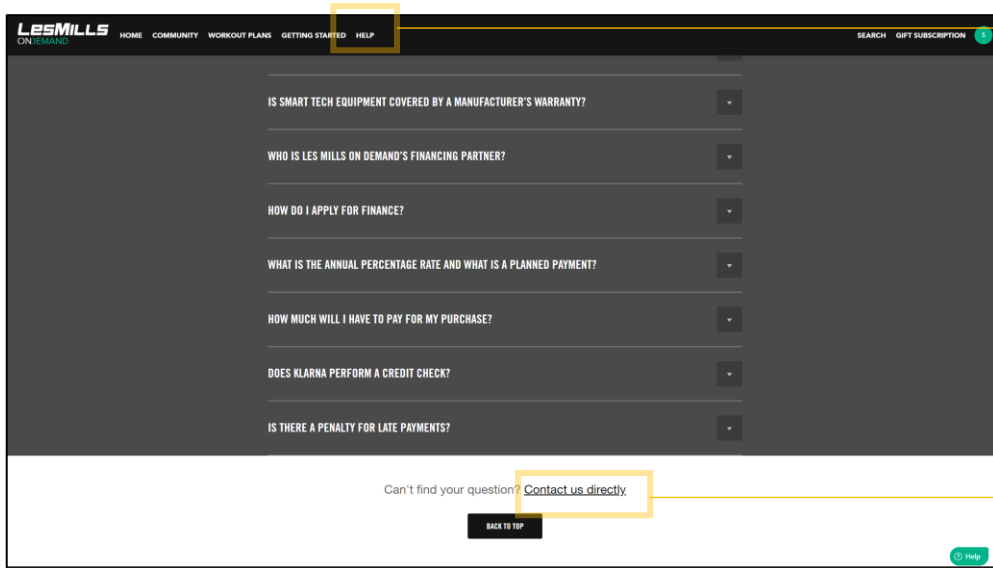 LesMILLS
ONDEMAND
HOME COMMUNITY WORKOUT PLANS GETTING STARTED HELP
SEARCH GIFT SUBSCRIPTION S
IS SMART TECH EQUIPMENT COVERED BY A MANUFACTURER'S WARRANTY?
WHO IS LES MILLS ON DEMAND'S FINANCING PARTNER?
HOW DO I APPLY FOR FINANCE?
WHAT IS THE ANNUAL PERCENTAGE RATE AND WHAT IS A PLANNED PAYMENT?
HOW MUCH WILL I HAVE TO PAY FOR MY PURCHASE?
DOES KLARNA PERFORM A CREDIT CHECK?
IS THERE A PENALTY FOR LATE PAYMENTS?
Can't find your question? Contact us directly
BACK TO TOP
Help